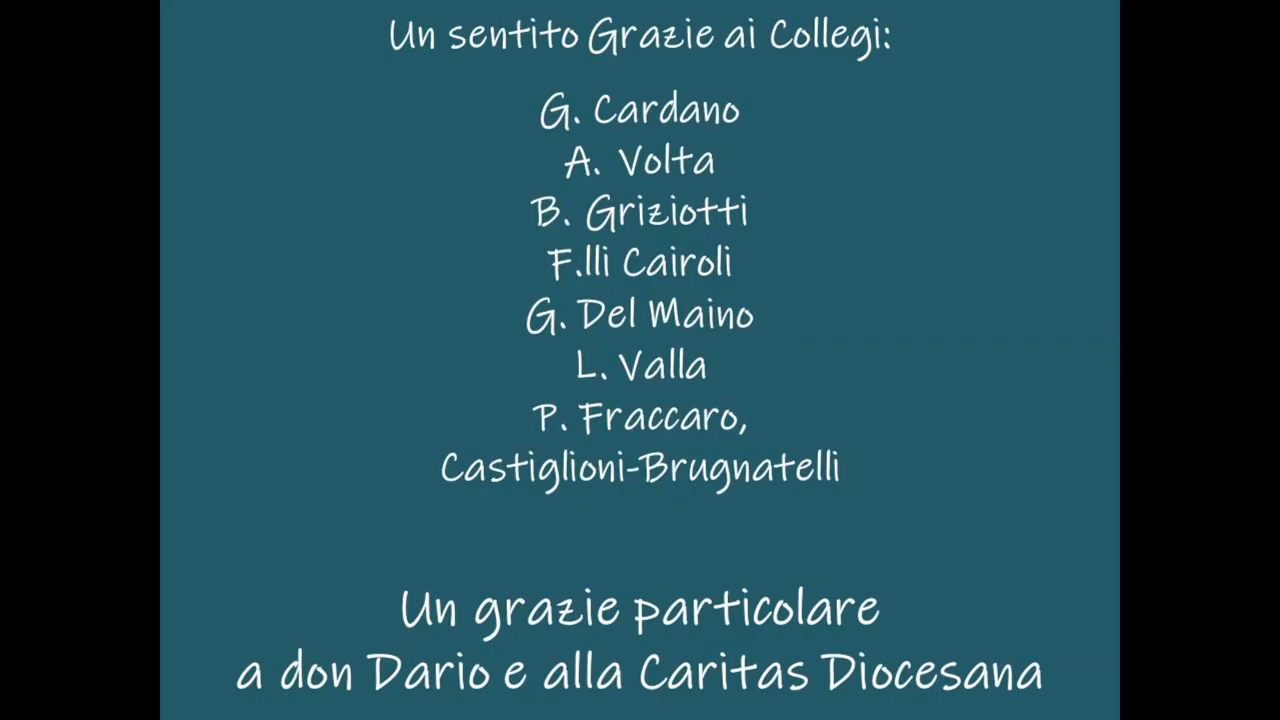 Un sentito Grazie ai Collegi:
G. Cardano
A. Volta
B. Griziotti
F.lli Cairoli
G. Del Maino
L. Valla
P. Fraccaro,
Castiglioni-Brugnatelli
Un grazie particolare
a don Dario e alla Caritas Diocesana